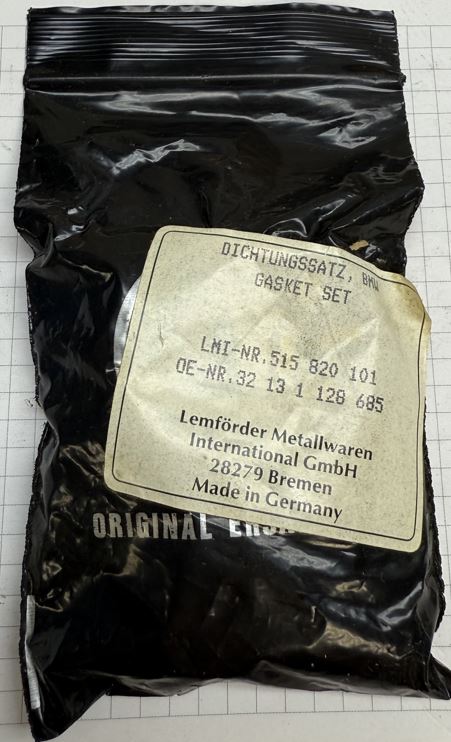 DICHTUNGSSATZ, BMW
GASKET SET
LMI-NR.515 820 101
OE-NR.32 13 1 128 685
Lemförder Metallwaren
International GmbH
28279 Bremen
Made in Germany
ORIGINAL